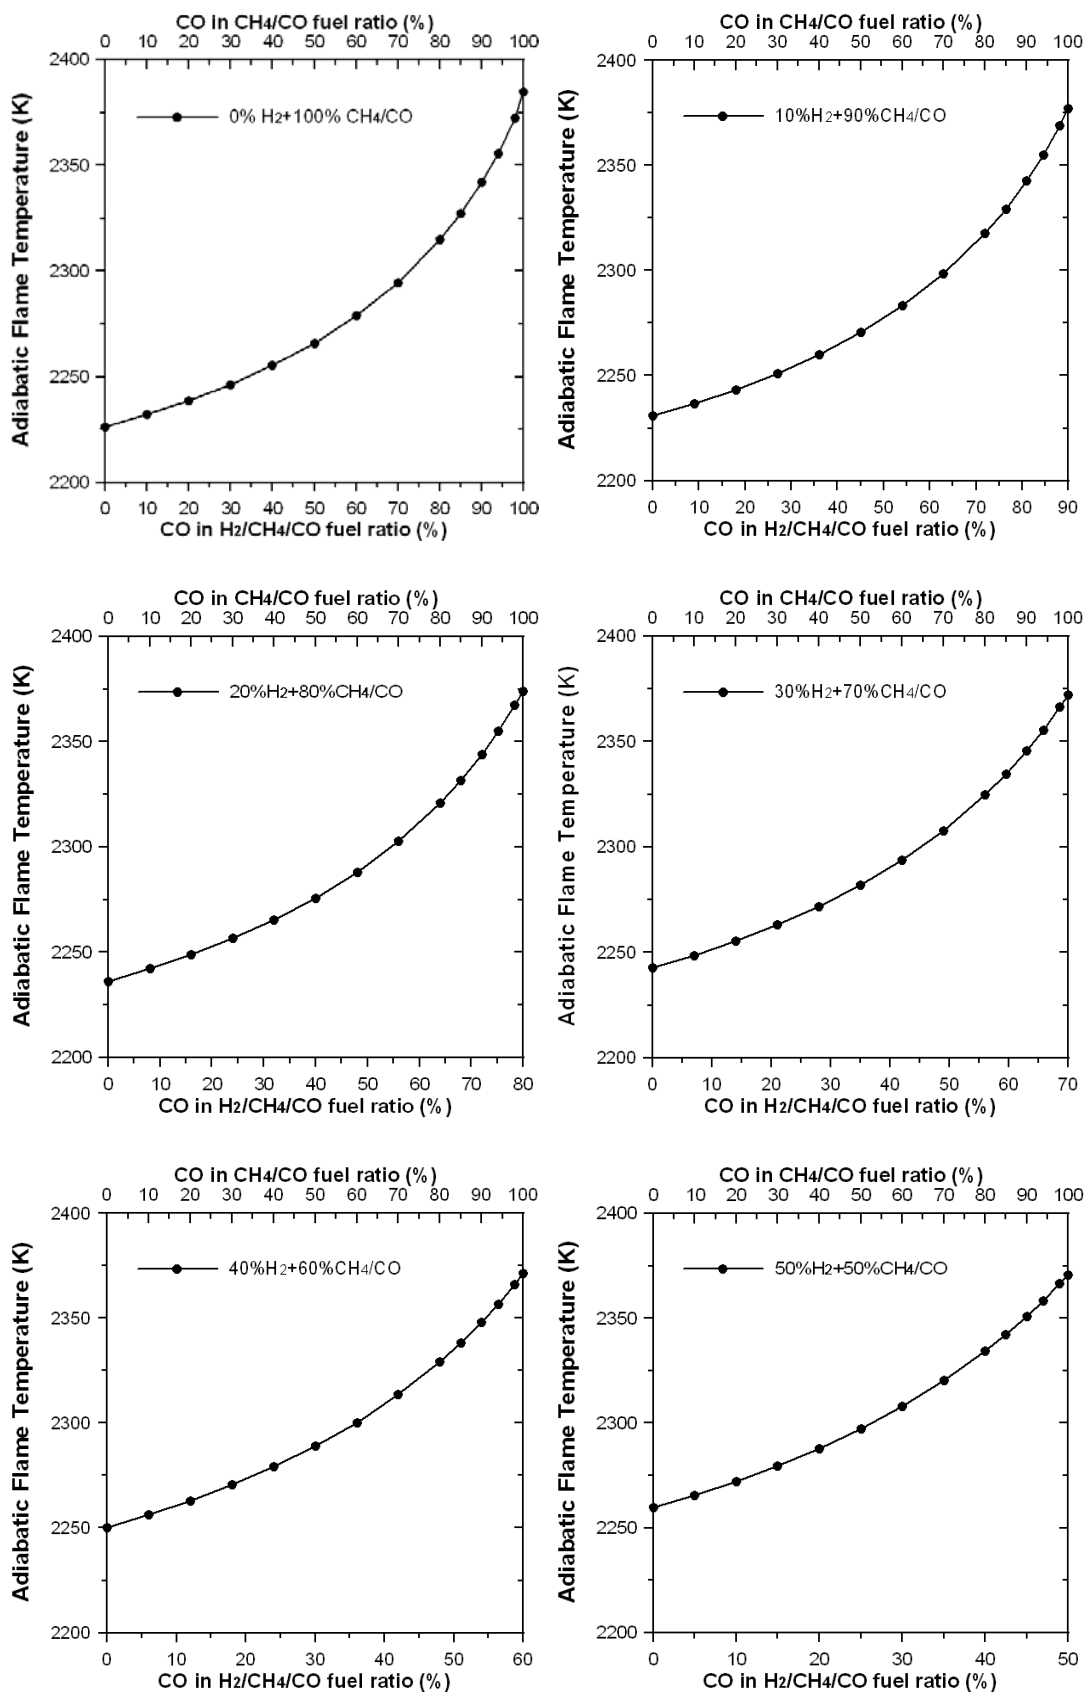 CO in CH4/CO fuel ratio (%)
0 10 20 30 40 50 60 70 80 90 100
2400
2350
2300
2250
2200
Adiabatic Flame Temperature (K)
0% H2+100% CH4/CO
0 10 20 30 40 50 60 70 80 90 100
CO in H2/CH4/CO fuel ratio (%)
CO in CH4/CO fuel ratio (%)
0 10 20 30 40 50 60 70 80 90 100
2400
2350
2300
2250
2200
Adiabatic Flame Temperature (K)
10%H2+90%CH4/CO
0 10 20 30 40 50 60 70 80 90
CO in H2/CH4/CO fuel ratio (%)
CO in CH4/CO fuel ratio (%)
0 10 20 30 40 50 60 70 80 90 100
2400
2350
2300
2250
2200
Adiabatic Flame Temperature (K)
20%H2+80%CH4/CO
0 10 20 30 40 50 60 70 80
CO in H2/CH4/CO fuel ratio (%)
CO in CH4/CO fuel ratio (%)
0 10 20 30 40 50 60 70 80 90 100
2400
2350
2300
2250
2200
Adiabatic Flame Temperature (K)
30%H2+70%CH4/CO
0 10 20 30 40 50 60 70
CO in H2/CH4/CO fuel ratio (%)
CO in CH4/CO fuel ratio (%)
0 10 20 30 40 50 60 70 80 90 100
2400
2350
2300
2250
2200
Adiabatic Flame Temperature (K)
40%H2+60%CH4/CO
0 10 20 30 40 50 60
CO in H2/CH4/CO fuel ratio (%)
CO in CH4/CO fuel ratio (%)
0 10 20 30 40 50 60 70 80 90 100
2400
2350
2300
2250
2200
Adiabatic Flame Temperature (K)
50%H2+50%CH4/CO
0 10 20 30 40 50
CO in H2/CH4/CO fuel ratio (%)